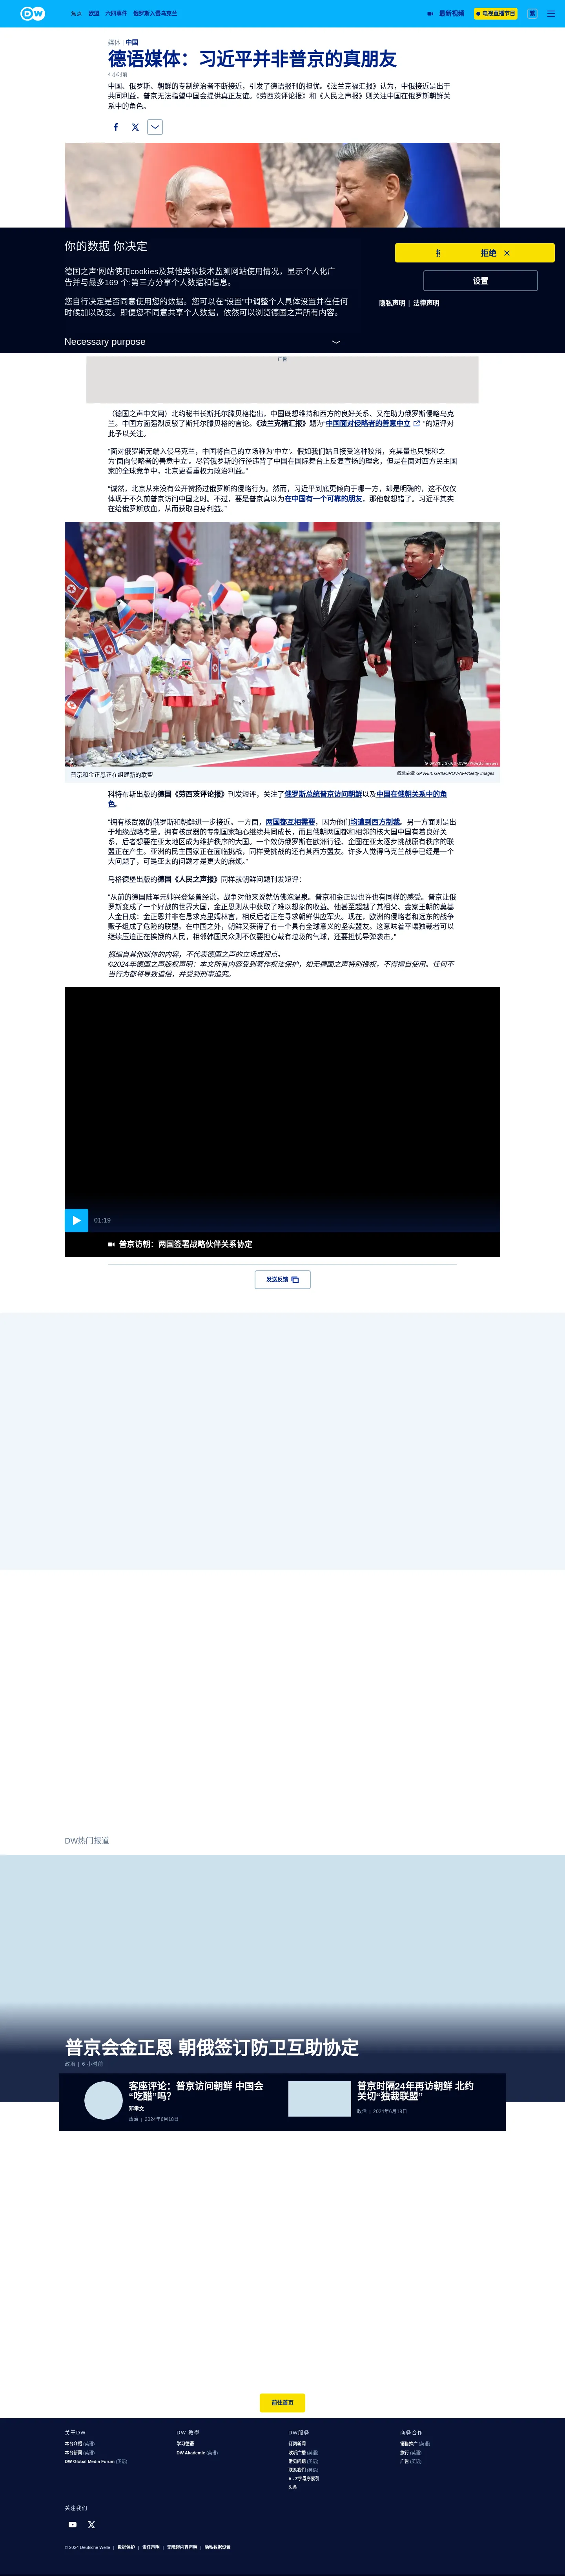 DW
热点
欧盟
六四事件
俄罗斯入侵乌克兰
最新视频
电视直播节目
繁
媒体 | 中国
德语媒体：习近平并非普京的真朋友
4 小时前
中国、俄罗斯、朝鲜的专制统治者不断接近，引发了德语报刊的担忧。《法兰克福汇报》认为，中俄接近是出于
共同利益，普京无法指望中国会提供真正友谊。《劳西茨评论报》和《人民之声报》则关注中国在俄罗斯朝鲜关
系中的角色。
你的数据 你决定
德国之声'网站使用cookies及其他类似技术监测网站使用情况，显示个人化广
告并与最多169 个;第三方分享个人数据和信息。
您自行决定是否同意使用您的数据。您可以在"设置"中调整个人具体设置并在任何
时候加以改变。即便您不同意共享个人数据，依然可以浏览德国之声所有内容。
拒绝
设置
隐私声明 | 法律声明
Necessary purpose
广告
（德国之声中文网）北约秘书长斯托尔滕贝格指出，中国既想维持和西方的良好关系、又在助力俄罗斯侵略乌克
兰。中国方面强烈反驳了斯托尔滕贝格的言论。《法兰克福汇报》题为“中国面对侵略者的善意中立 ”的短评对
此予以关注。
“面对俄罗斯无端入侵乌克兰，中国将自己的立场称为‘中立’。假如我们姑且接受这种狡辩，充其量也只能称之
为‘面向侵略者的善意中立’。尽管俄罗斯的行径违背了中国在国际舞台上反复宣扬的理念，但是在面对西方民主国
家的全球竞争中，北京更看重权力政治利益。”
“诚然，北京从来没有公开赞扬过俄罗斯的侵略行为。然而，习近平到底更倾向于哪一方，却是明确的。这不仅仅
体现于不久前普京访问中国之时。不过，要是普京真以为在中国有一个可靠的朋友，那他就想错了。习近平其实
在给俄罗斯放血，从而获取自身利益。”
© GAVRIIL GRIGOROV/AFP/Getty Images
普京和金正恩正在组建新的联盟
图像来源: GAVRIIL GRIGOROV/AFP/Getty Images
科特布斯出版的德国《劳西茨评论报》刊发短评，关注了俄罗斯总统普京访问朝鲜以及中国在俄朝关系中的角
色。
“拥有核武器的俄罗斯和朝鲜进一步接近。一方面，两国都互相需要，因为他们均遭到西方制裁。另一方面则是出
于地缘战略考量。拥有核武器的专制国家轴心继续共同成长，而且俄朝两国都和相邻的核大国中国有着良好关
系，后者想要在亚太地区成为维护秩序的大国。一个效仿俄罗斯在欧洲行径、企图在亚太逐步挑战原有秩序的联
盟正在产生。亚洲的民主国家正在面临挑战，同样受挑战的还有其西方盟友。许多人觉得乌克兰战争已经是一个
大问题了，可是亚太的问题才是更大的麻烦。”
马格德堡出版的德国《人民之声报》同样就朝鲜问题刊发短评：
“从前的德国陆军元帅兴登堡曾经说，战争对他来说就仿佛泡温泉。普京和金正恩也许也有同样的感受。普京让俄
罗斯变成了一个好战的世界大国，金正恩则从中获取了难以想象的收益。他甚至超越了其祖父、金家王朝的奠基
人金日成：金正恩并非在恳求克里姆林宫，相反后者正在寻求朝鲜供应军火。现在，欧洲的侵略者和远东的战争
贩子组成了危险的联盟。在中国之外，朝鲜又获得了有一个具有全球意义的坚实盟友。这意味着平壤独裁者可以
继续压迫正在挨饿的人民，相邻韩国民众则不仅要担心载有垃圾的气球，还要担忧导弹袭击。”
摘编自其他媒体的内容，不代表德国之声的立场或观点。
©2024年德国之声版权声明：本文所有内容受到著作权法保护，如无德国之声特别授权，不得擅自使用。任何不
当行为都将导致追偿，并受到刑事追究。
01:19
普京访朝：两国签署战略伙伴关系协定
发送反馈
DW热门报道
普京会金正恩 朝俄签订防卫互助协定
政治 | 6 小时前
客座评论：普京访问朝鲜 中国会
“吃醋”吗？
邓聿文
政治 | 2024年6月18日
普京时隔24年再访朝鲜 北约
关切“独裁联盟”
政治 | 2024年6月18日
前往首页
关于DW
本台介绍 (英语)
本台新闻 (英语)
DW Global Media Forum (英语)
DW 教学
学习德语
DW Akademie (英语)
DW服务
订阅新闻
收听广播 (英语)
常见问题 (英语)
联系我们 (英语)
A - Z字母序索引
头条
商务合作
销售推广 (英语)
旅行 (英语)
广告 (英语)
关注我们
© 2024 Deutsche Welle | 数据保护 | 责任声明 | 无障碍内容声明 | 隐私数据设置